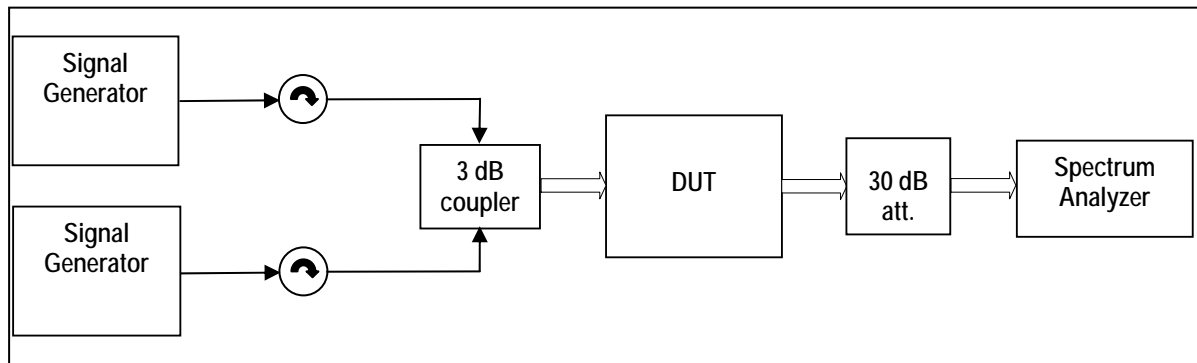 Signal
Generator
3 dB
coupler
DUT
30 dB
att.
Spectrum
Analyzer
Signal
Generator